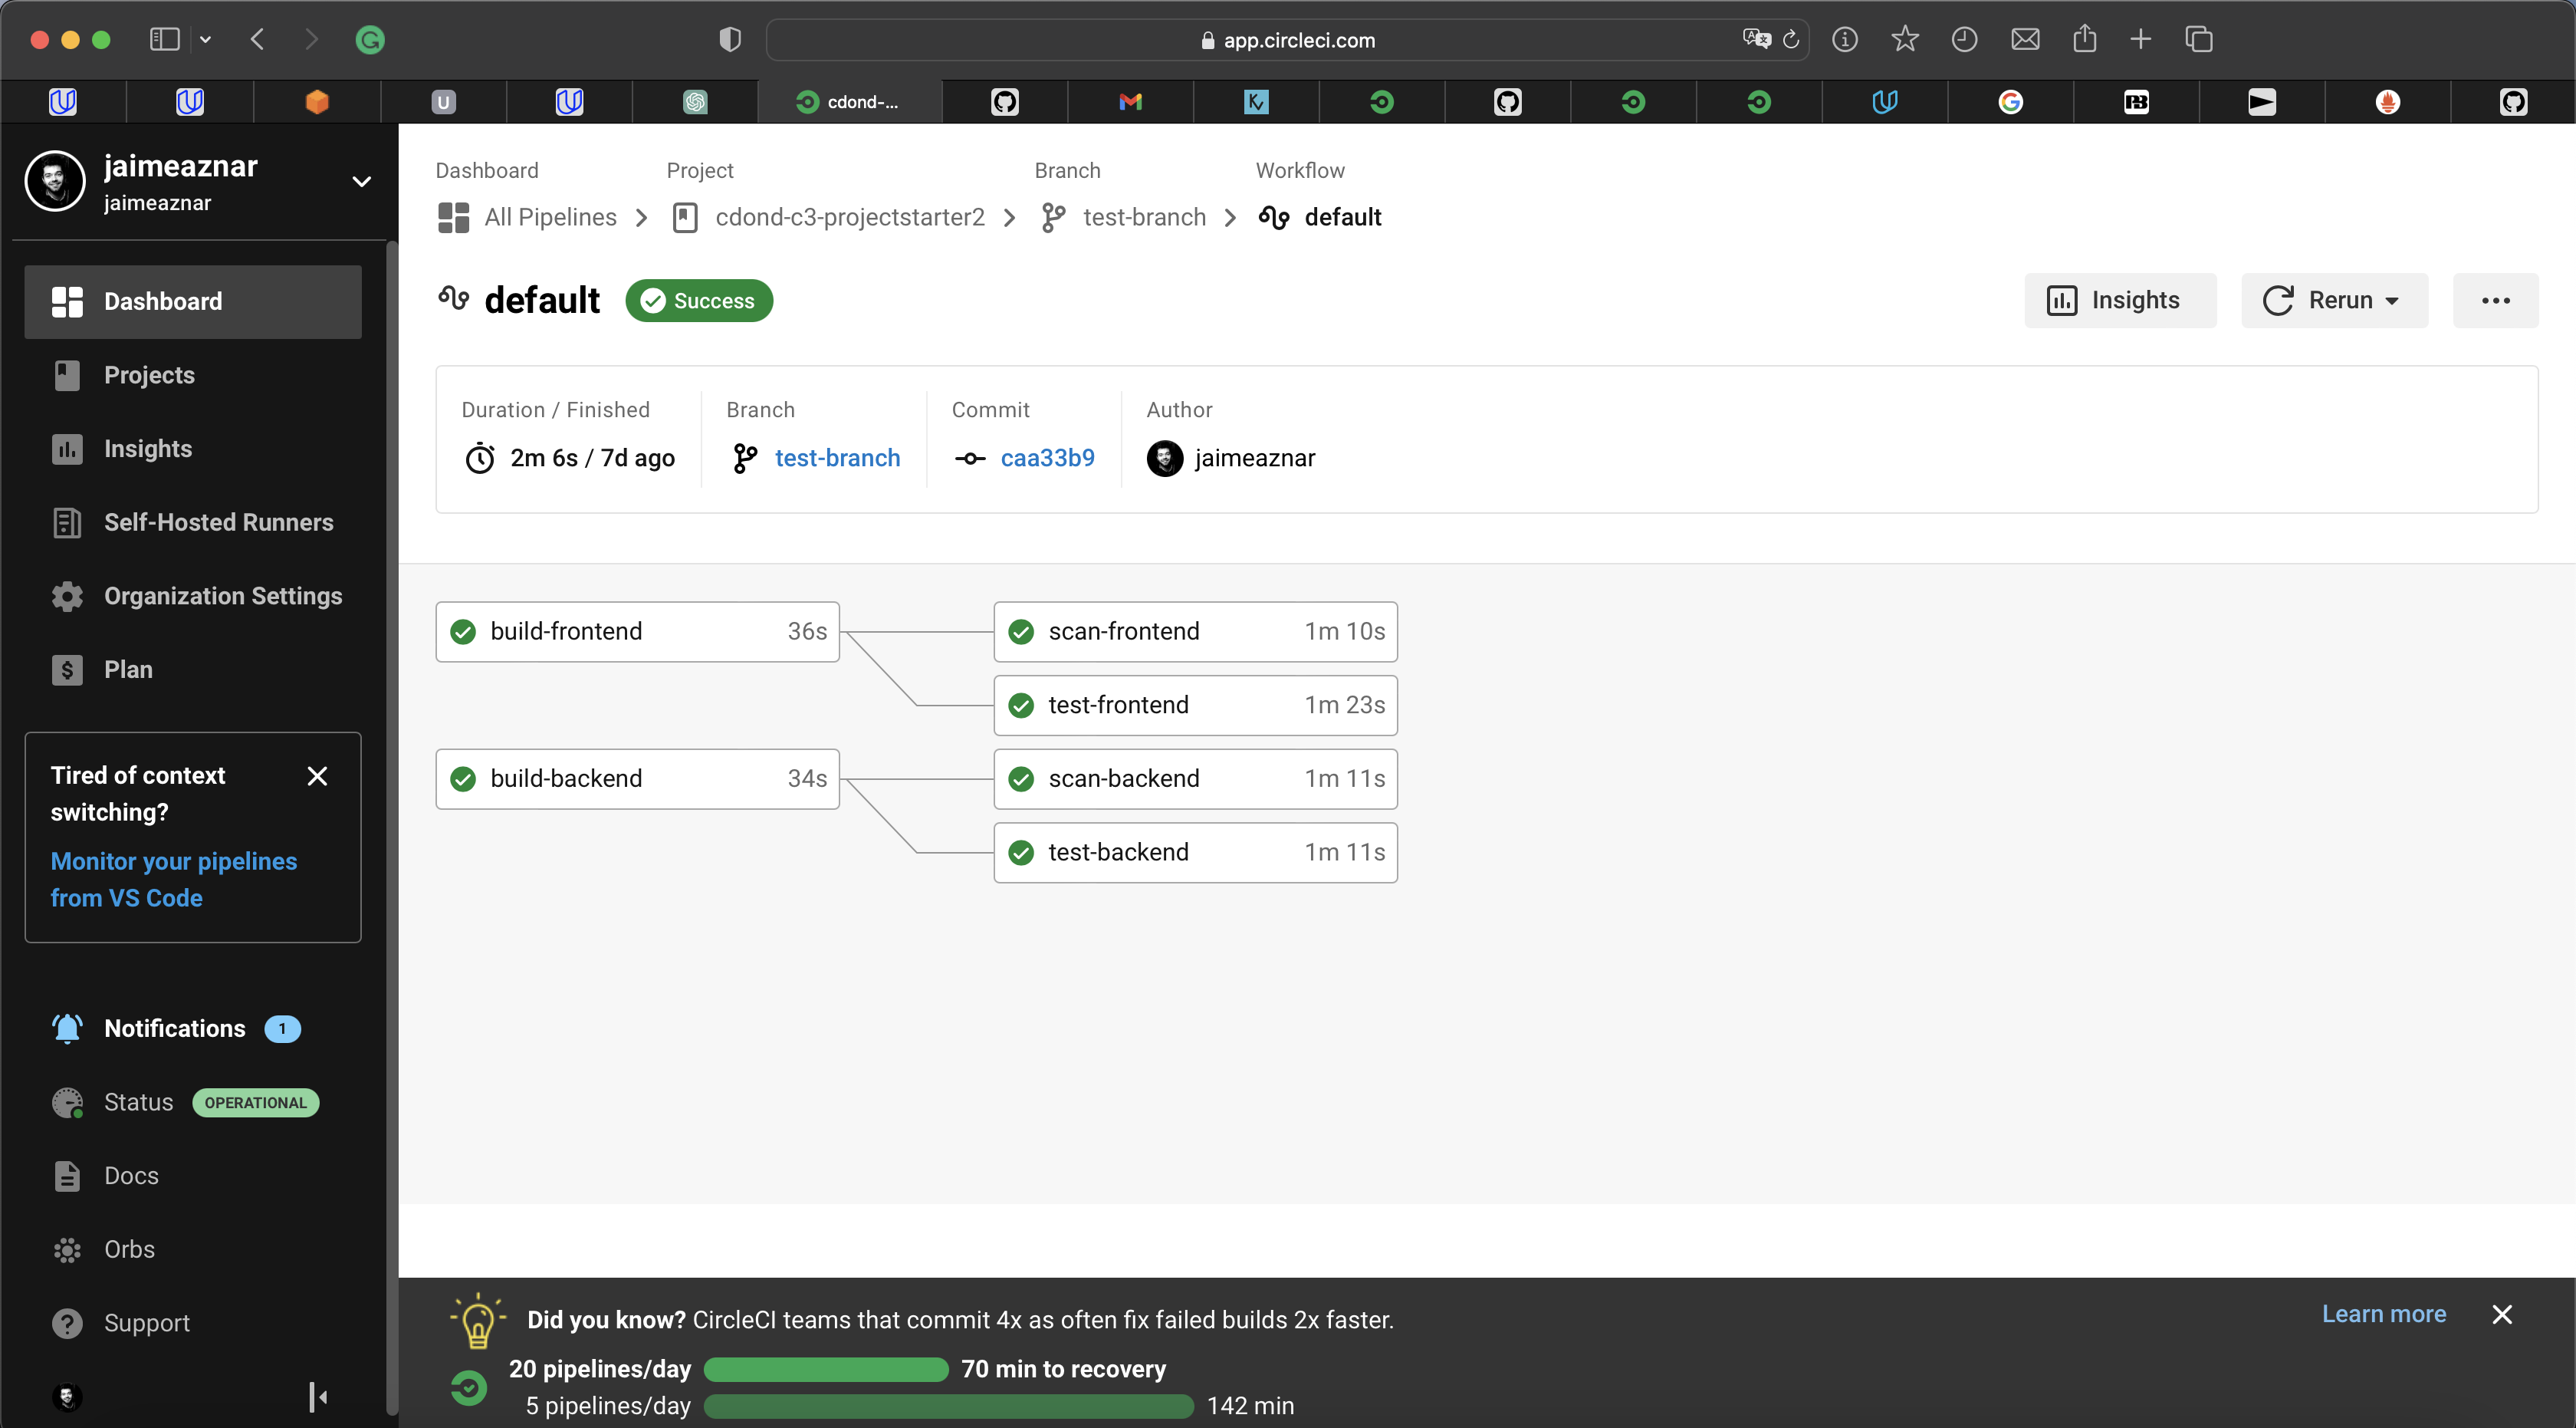 app.circleci.com
U
cdond-...
K
jaimeaznar
jaimeaznar
Dashboard
Projects
Insights
Self-Hosted Runners
Organization Settings
Plan
Tired of context
switching?
Monitor your pipelines
from VS Code
Notifications 1
Status OPERATIONAL
Docs
Orbs
Support
Dashboard Project Branch Workflow
All Pipelines cdond-c3-projectstarter2 test-branch default
default Success Insights Rerun
Duration / Finished Branch Commit Author
2m 6s / 7d ago test-branch caa33b9 jaimeaznar
build-frontend 36s scan-frontend 1m 10s
test-frontend 1m 23s
build-backend 34s scan-backend 1m 11s
test-backend 1m 11s
Did you know? CircleCI teams that commit 4x as often fix failed builds 2x faster. Learn more
20 pipelines/day 70 min to recovery
5 pipelines/day 142 min